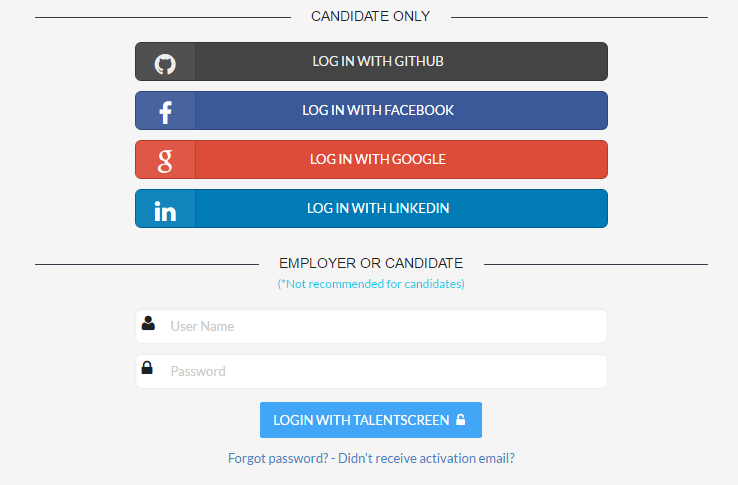 CANDIDATE ONLY
LOG IN WITH GITHUB
LOG IN WITH FACEBOOK
LOG IN WITH GOOGLE
LOG IN WITH LINKEDIN
EMPLOYER OR CANDIDATE
(*Not recommended for candidates)
User Name
Password
LOGIN WITH TALENTSCREEN
Forgot password? - Didn't receive activation email?